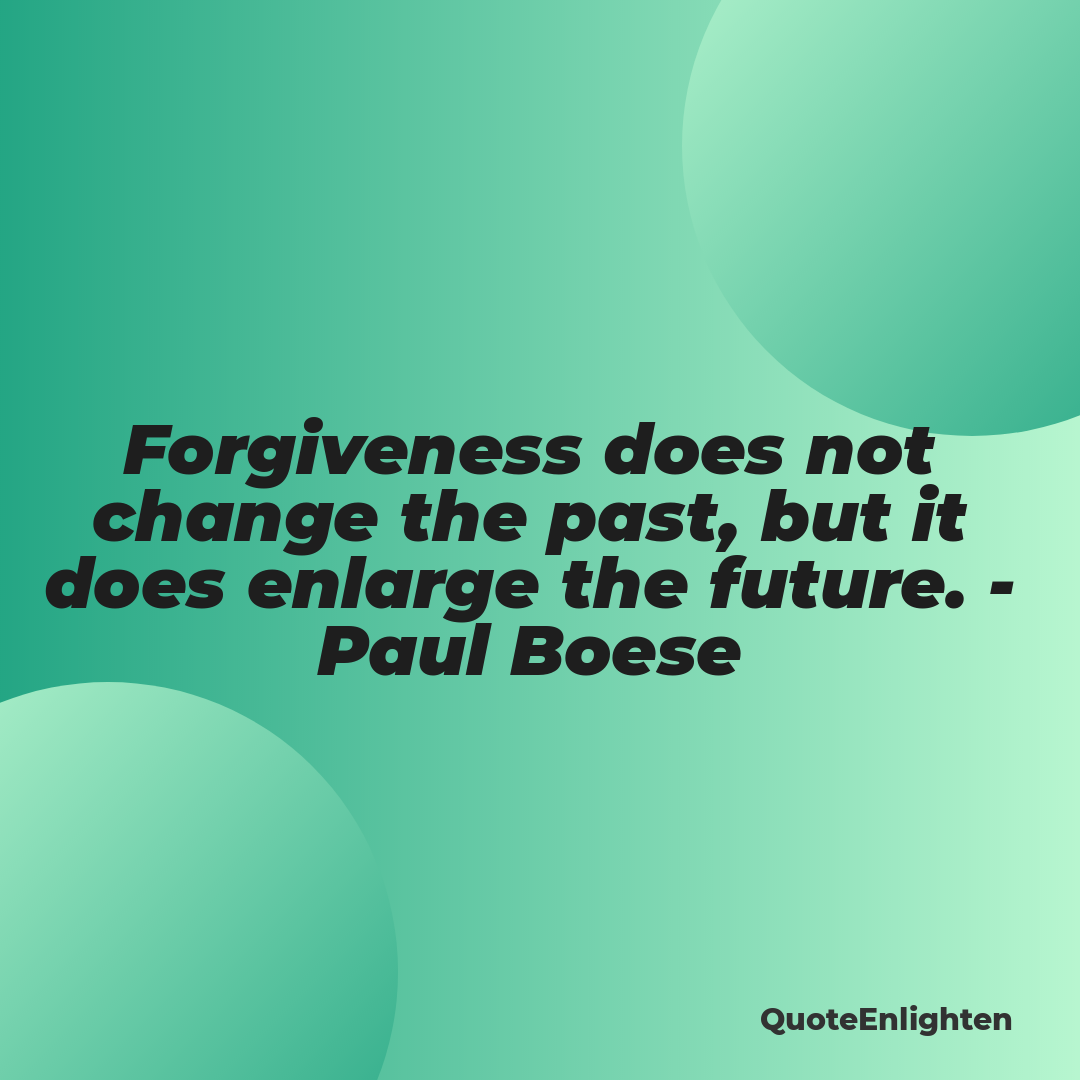 Forgiveness does not
change the past, but it
does enlarge the future. -
Paul Boese
QuoteEnlighten